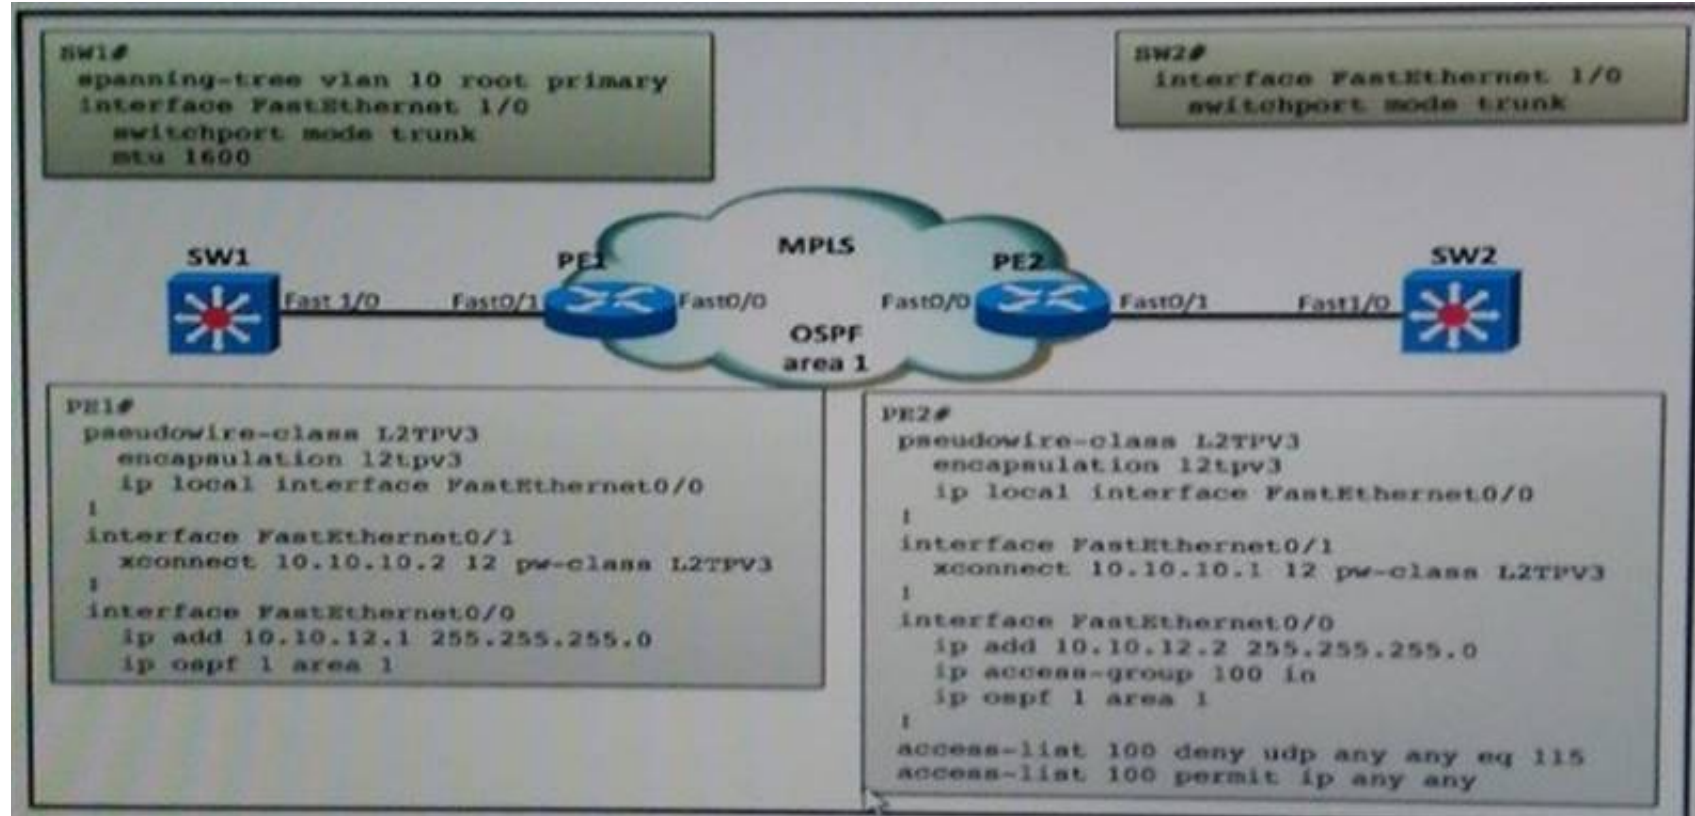 SW1#
spanning-tree vlan 10 root primary
interface FastEthernet 1/0
switchport mode trunk
mtu 1600
SW2#
interface FastEthernet 1/0
switchport mode trunk
MPLS
SW1
PE1
PE2
SW2
Fast 1/0
Fast0/1
Fast0/0
Fast0/0
Fast0/1
Fast1/0
OSPF
area 1
PE1#
pseudowire-class L2TPV3
encapsulation l2tpv3
ip local interface FastEthernet0/0
!
interface FastEthernet0/1
xconnect 10.10.10.2 12 pw-class L2TPV3
!
interface FastEthernet0/0
ip add 10.10.12.1 255.255.255.0
ip ospf 1 area 1
PE2#
pseudowire-class L2TPV3
encapsulation l2tpv3
ip local interface FastEthernet0/0
!
interface FastEthernet0/1
xconnect 10.10.10.1 12 pw-class L2TPV3
!
interface FastEthernet0/0
ip add 10.10.12.2 255.255.255.0
ip access-group 100 in
ip ospf 1 area 1
!
access-list 100 deny udp any any eq 115
access-list 100 permit ip any any